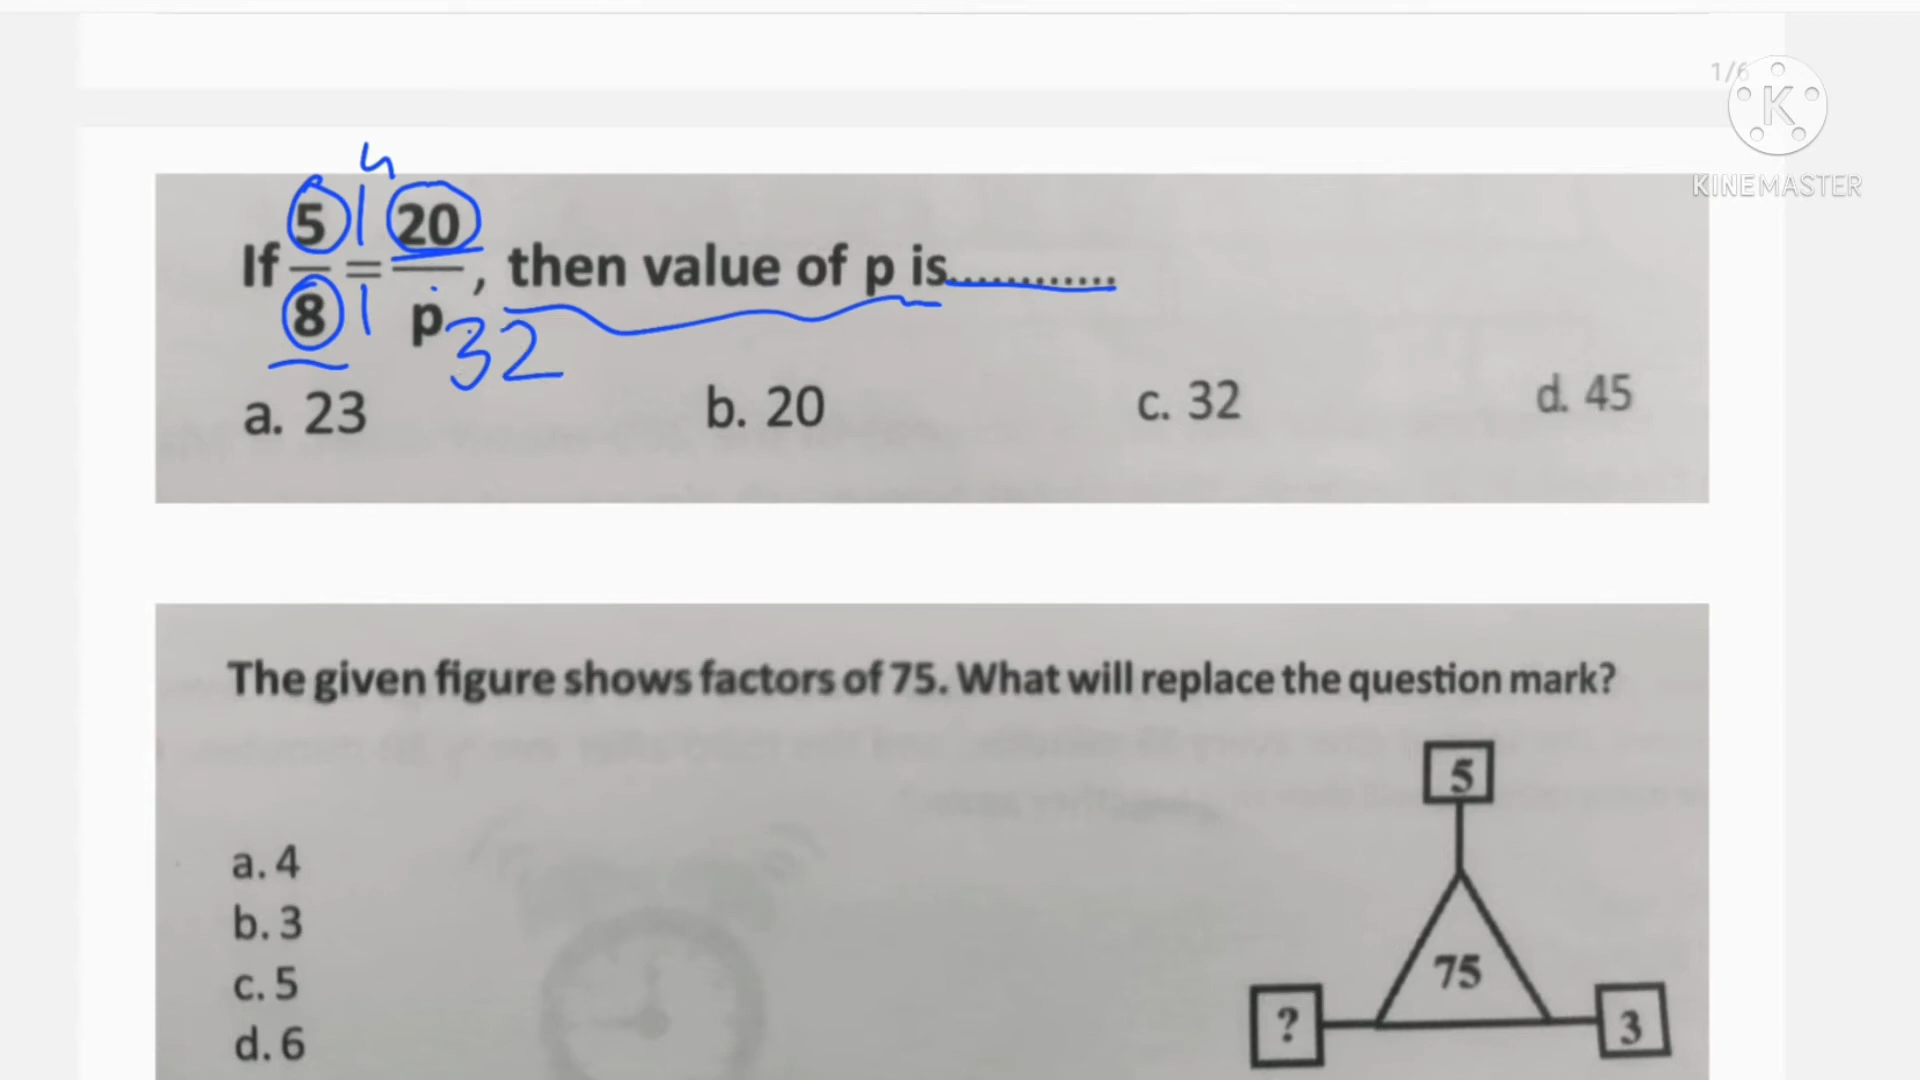 1/6
K
KINEMASTER
4
If 5/8 = 20/p, then value of p is............
32
a. 23 b. 20 c. 32 d. 45
The given figure shows factors of 75. What will replace the question mark?
5
a. 4
b. 3
c. 5
d. 6
75
?
3